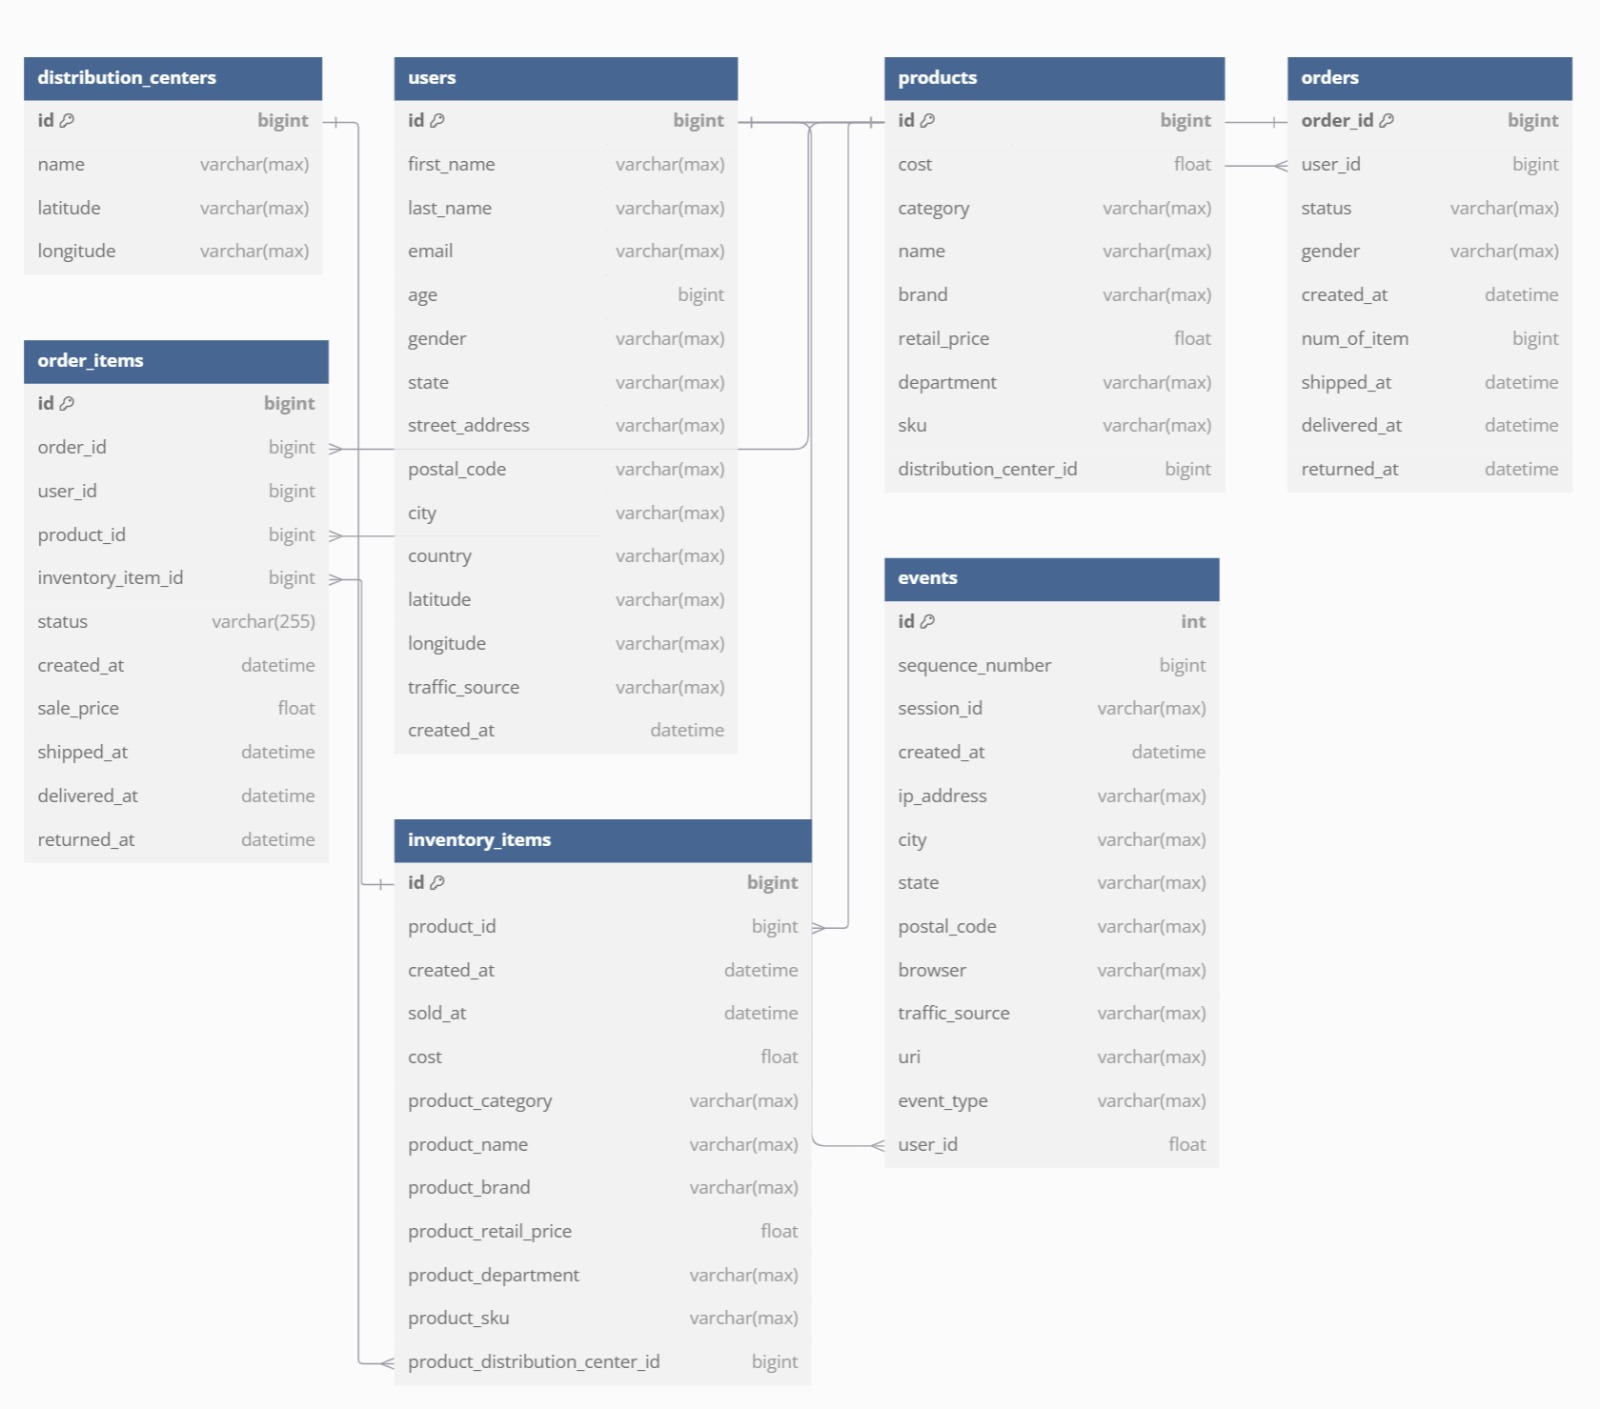 distribution_centers
id bigint
name varchar(max)
latitude varchar(max)
longitude varchar(max)
order_items
id bigint
order_id bigint
user_id bigint
product_id bigint
inventory_item_id bigint
status varchar(255)
created_at datetime
sale_price float
shipped_at datetime
delivered_at datetime
returned_at datetime
users
id bigint
first_name varchar(max)
last_name varchar(max)
email varchar(max)
age bigint
gender varchar(max)
state varchar(max)
street_address varchar(max)
postal_code varchar(max)
city varchar(max)
country varchar(max)
latitude varchar(max)
longitude varchar(max)
traffic_source varchar(max)
created_at datetime
inventory_items
id bigint
product_id bigint
created_at datetime
sold_at datetime
cost float
product_category varchar(max)
product_name varchar(max)
product_brand varchar(max)
product_retail_price float
product_department varchar(max)
product_sku varchar(max)
product_distribution_center_id bigint
products
id bigint
cost float
category varchar(max)
name varchar(max)
brand varchar(max)
retail_price float
department varchar(max)
sku varchar(max)
distribution_center_id bigint
events
id int
sequence_number bigint
session_id varchar(max)
created_at datetime
ip_address varchar(max)
city varchar(max)
state varchar(max)
postal_code varchar(max)
browser varchar(max)
traffic_source varchar(max)
uri varchar(max)
event_type varchar(max)
user_id float
orders
order_id bigint
user_id bigint
status varchar(max)
gender varchar(max)
created_at datetime
num_of_item bigint
shipped_at datetime
delivered_at datetime
returned_at datetime